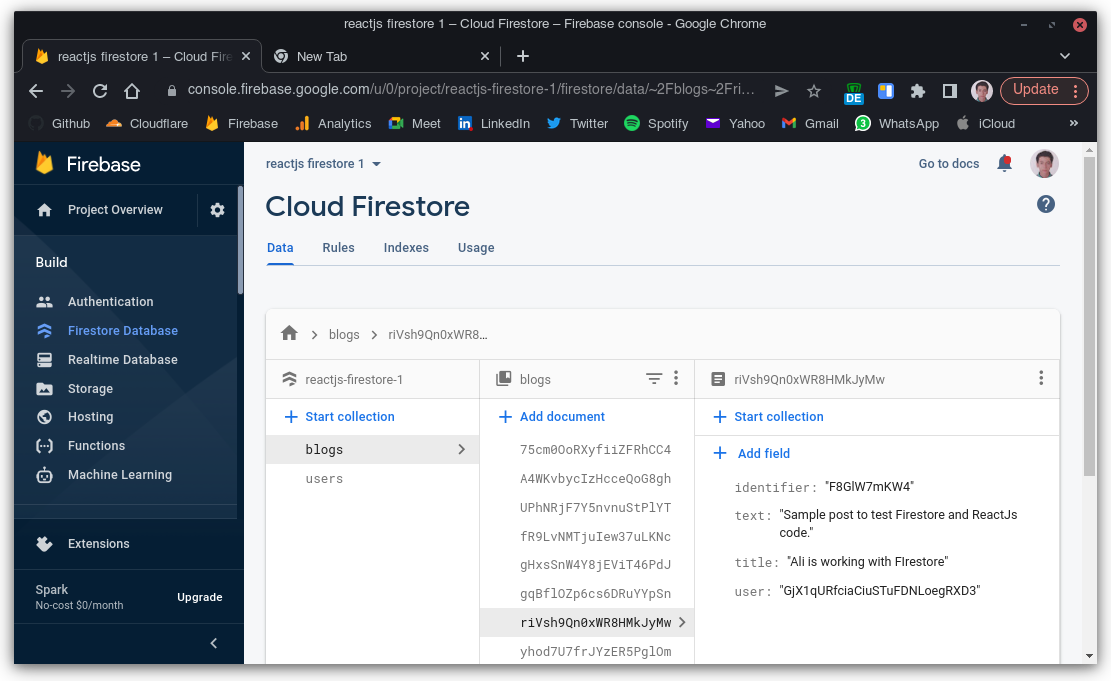 reactjs firestore 1 – Cloud Firestore – Firebase console - Google Chrome
reactjs firestore 1 – Cloud Fire
New Tab
console.firebase.google.com/u/0/project/reactjs-firestore-1/firestore/data/~2Fblogs~2Fri…
DE
Update
Github Cloudflare Firebase Analytics Meet LinkedIn Twitter Spotify Yahoo Gmail 3 WhatsApp iCloud »
Firebase
Project Overview
Build
Authentication
Firestore Database
Realtime Database
Storage
Hosting
Functions
Machine Learning
Extensions
Spark
No-cost $0/month
Upgrade
reactjs firestore 1
Go to docs
Cloud Firestore
Data Rules Indexes Usage
blogs riVsh9Qn0xWR8…
reactjs-firestore-1
Start collection
blogs
users
blogs
Add document
75cm0OoRXyfiiZFRhCC4
A4WKvbycIzHcceQoG8gh
UPhNRjF7Y5nvnuStPlYT
fR9LvNMTjuIew37uLKNc
gHxsSnW4Y8jEViT46PdJ
gqBflOZp6cs6DRuYYpSn
riVsh9Qn0xWR8HMkJyMw
yhod7U7frJYzER5PglOm
riVsh9Qn0xWR8HMkJyMw
Start collection
Add field
identifier: "F8GlW7mKW4"
text: "Sample post to test Firestore and ReactJs
code."
title: "Ali is working with FIrestore"
user: "GjX1qURfciaCiuSTuFDNLoegRXD3"